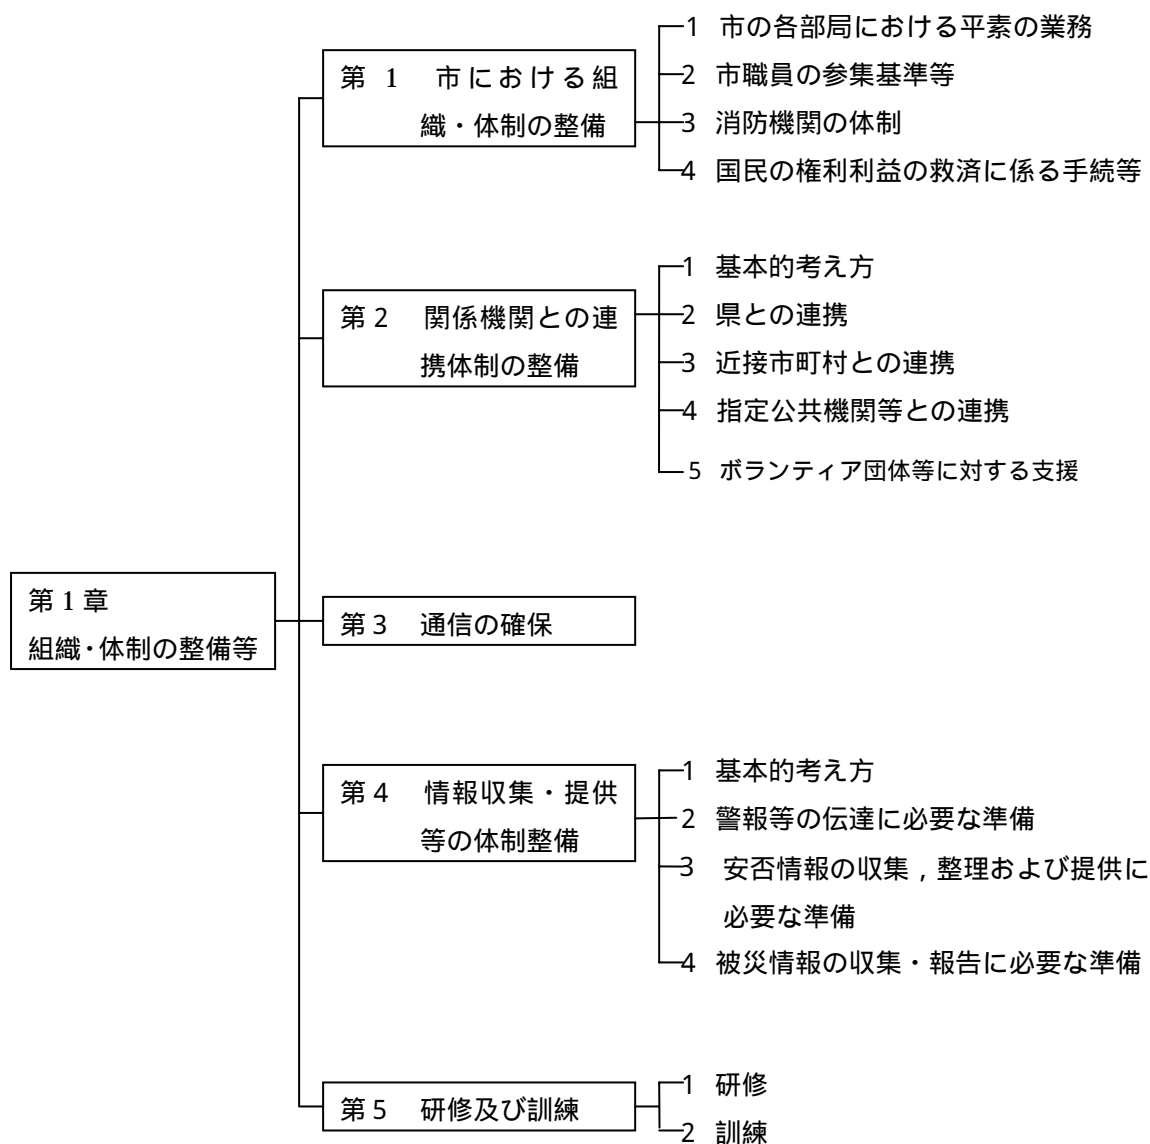 第1章
組織・体制の整備等
第 1 市における組
織・体制の整備
1 市の各部局における平素の業務
2 市職員の参集基準等
3 消防機関の体制
4 国民の権利利益の救済に係る手続等
第2 関係機関との連
携体制の整備
1 基本的考え方
2 県との連携
3 近接市町村との連携
4 指定公共機関等との連携
5 ボランティア団体等に対する支援
第3 通信の確保
第4 情報収集・提供
等の体制整備
1 基本的考え方
2 警報等の伝達に必要な準備
3 安否情報の収集，整理および提供に
必要な準備
4 被災情報の収集・報告に必要な準備
第5 研修及び訓練
1 研修
2 訓練